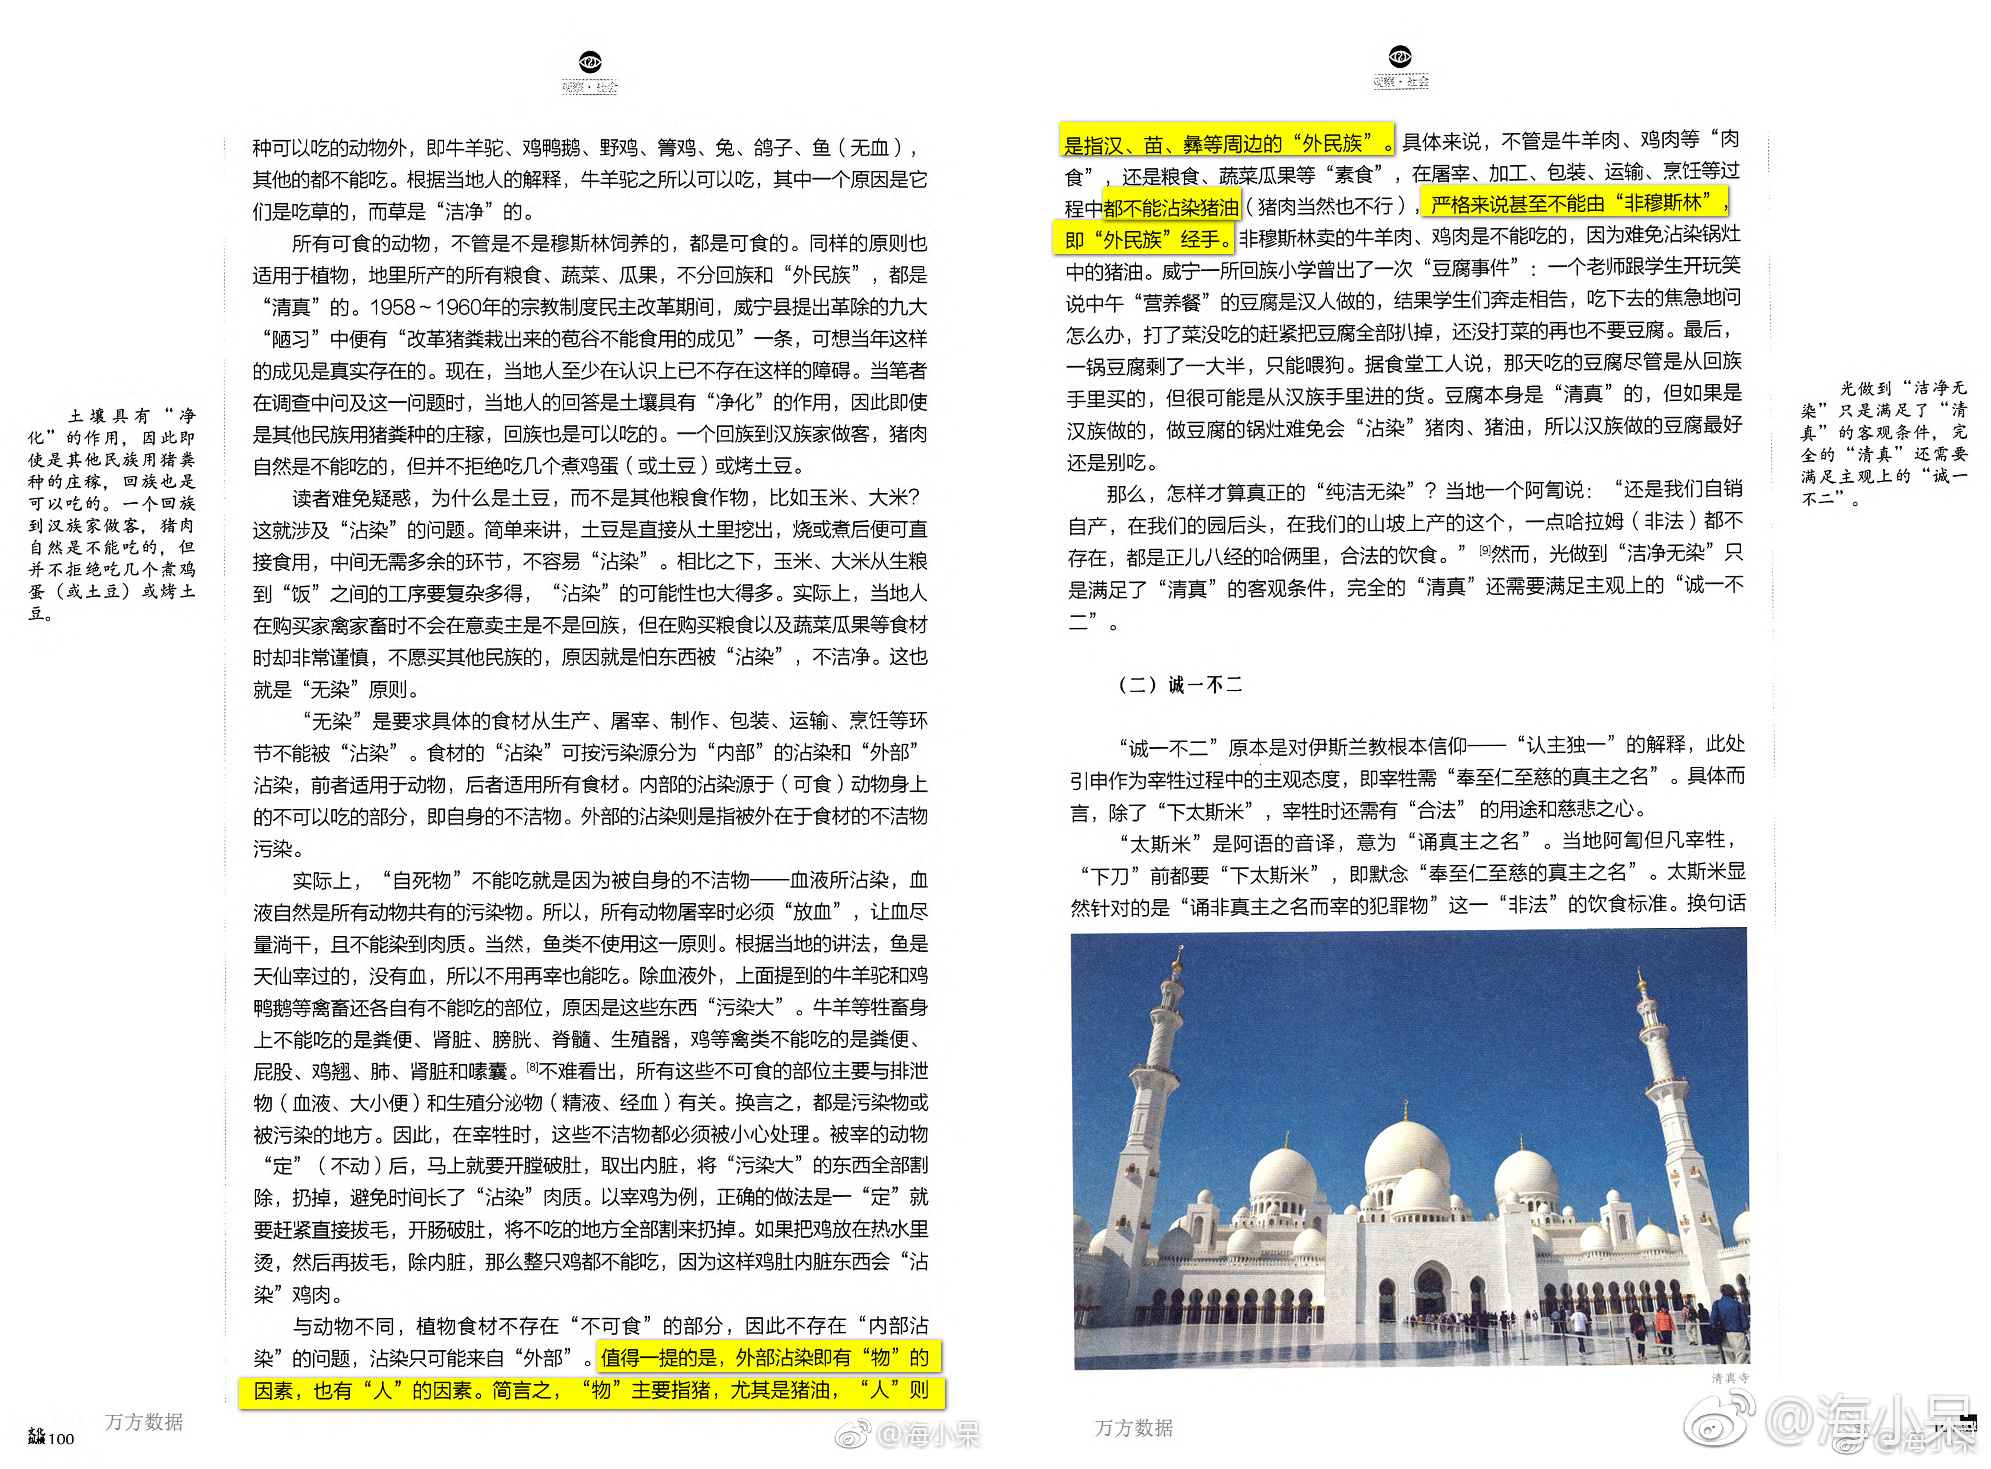 观察·社会
种可以吃的动物外，即牛羊驼、鸡鸭鹅、野鸡、箐鸡、兔、鸽子、鱼（无血），
其他的都不能吃。根据当地人的解释，牛羊驼之所以可以吃，其中一个原因是它
们是吃草的，而草是“洁净”的。
所有可食的动物，不管是不是穆斯林饲养的，都是可食的。同样的原则也
适用于植物，地里所产的所有粮食、蔬菜、瓜果，不分回族和“外民族”，都是
“清真”的。1958～1960年的宗教制度民主改革期间，威宁县提出革除的九大
“陋习”中便有“改革猪粪栽出来的苞谷不能食用的成见”一条，可想当年这样
的成见是真实存在的。现在，当地人至少在认识上已不存在这样的障碍。当笔者
在调查中问及这一问题时，当地人的回答是土壤具有“净化”的作用，因此即使
是其他民族用猪粪种的庄稼，回族也是可以吃的。一个回族到汉族家做客，猪肉
自然是不能吃的，但并不拒绝吃几个煮鸡蛋（或土豆）或烤土豆。
读者难免疑惑，为什么是土豆，而不是其他粮食作物，比如玉米、大米？
这就涉及“沾染”的问题。简单来讲，土豆是直接从土里挖出，烧或煮后便可直
接食用，中间无需多余的环节，不容易“沾染”。相比之下，玉米、大米从生粮
到“饭”之间的工序要复杂多得，“沾染”的可能性也大得多。实际上，当地人
在购买家禽家畜时不会在意卖主是不是回族，但在购买粮食以及蔬菜瓜果等食材
时却非常谨慎，不愿买其他民族的，原因就是怕东西被“沾染”，不洁净。这也
就是“无染”原则。
“无染”是要求具体的食材从生产、屠宰、制作、包装、运输、烹饪等环
节不能被“沾染”。食材的“沾染”可按污染源分为“内部”的沾染和“外部”
沾染，前者适用于动物，后者适用所有食材。内部的沾染源于（可食）动物身上
的不可以吃的部分，即自身的不洁物。外部的沾染则是指被外在于食材的不洁物
污染。
实际上，“自死物”不能吃就是因为被自身的不洁物——血液所沾染，血
液自然是所有动物共有的污染物。所以，所有动物屠宰时必须“放血”，让血尽
量淌干，且不能染到肉质。当然，鱼类不使用这一原则。根据当地的讲法，鱼是
天仙宰过的，没有血，所以不用再宰也能吃。除血液外，上面提到的牛羊驼和鸡
鸭鹅等禽畜还各自有不能吃的部位，原因是这些东西“污染大”。牛羊等牲畜身
上不能吃的是粪便、肾脏、膀胱、脊髓、生殖器，鸡等禽类不能吃的是粪便、
屁股、鸡翘、肺、肾脏和嗉囊。[8]不难看出，所有这些不可食的部位主要与排泄
物（血液、大小便）和生殖分泌物（精液、经血）有关。换言之，都是污染物或
被污染的地方。因此，在宰牲时，这些不洁物都必须被小心处理。被宰的动物
“定”（不动）后，马上就要开膛破肚，取出内脏，将“污染大”的东西全部割
除，扔掉，避免时间长了“沾染”肉质。以宰鸡为例，正确的做法是一“定”就
要赶紧直接拔毛，开肠破肚，将不吃的地方全部割来扔掉。如果把鸡放在热水里
烫，然后再拔毛，除内脏，那么整只鸡都不能吃，因为这样鸡肚内脏东西会“沾
染”鸡肉。
与动物不同，植物食材不存在“不可食”的部分，因此不存在“内部沾
染”的问题，沾染只可能来自“外部”。值得一提的是，外部沾染即有“物”的
因素，也有“人”的因素。简言之，“物”主要指猪，尤其是猪油，“人”则
土壤具有“净
化”的作用，因此即
使是其他民族用猪粪
种的庄稼，回族也是
可以吃的。一个回族
到汉族家做客，猪肉
自然是不能吃的，但
并不拒绝吃几个煮鸡
蛋（或土豆）或烤土
豆。
万方数据
100
@海小呆
观察·社会
是指汉、苗、彝等周边的“外民族”。具体来说，不管是牛羊肉、鸡肉等“肉
食”，还是粮食、蔬菜瓜果等“素食”，在屠宰、加工、包装、运输、烹饪等过
程中都不能沾染猪油（猪肉当然也不行），严格来说甚至不能由“非穆斯林”，
即“外民族”经手。非穆斯林卖的牛羊肉、鸡肉是不能吃的，因为难免沾染锅灶
中的猪油。威宁一所回族小学曾出了一次“豆腐事件”：一个老师跟学生开玩笑
说中午“营养餐”的豆腐是汉人做的，结果学生们奔走相告，吃下去的焦急地问
怎么办，打了菜没吃的赶紧把豆腐全部扒掉，还没打菜的再也不要豆腐。最后，
一锅豆腐剩了一大半，只能喂狗。据食堂工人说，那天吃的豆腐尽管是从回族
手里买的，但很可能是从汉族手里进的货。豆腐本身是“清真”的，但如果是
汉族做的，做豆腐的锅灶难免会“沾染”猪肉、猪油，所以汉族做的豆腐最好
还是别吃。
那么，怎样才算真正的“纯洁无染”？当地一个阿訇说：“还是我们自销
自产，在我们的园后头，在我们的山坡上产的这个，一点哈拉姆（非法）都不
存在，都是正儿八经的哈俩里，合法的饮食。”[9]然而，光做到“洁净无染”只
是满足了“清真”的客观条件，完全的“清真”还需要满足主观上的“诚一不
二”。
（二）诚一不二
“诚一不二”原本是对伊斯兰教根本信仰——“认主独一”的解释，此处
引申作为宰牲过程中的主观态度，即宰牲需“奉至仁至慈的真主之名”。具体而
言，除了“下太斯米”，宰牲时还需有“合法”的用途和慈悲之心。
“太斯米”是阿语的音译，意为“诵真主之名”。当地阿訇但凡宰牲，
“下刀”前都要“下太斯米”，即默念“奉至仁至慈的真主之名”。太斯米显
然针对的是“诵非真主之名而宰的犯罪物”这一“非法”的饮食标准。换句话
光做到“洁净无
染”只是满足了“清
真”的客观条件，完
全的“清真”还需要
满足主观上的“诚一
不二”。
清真寺
万方数据
@海小呆
@海小呆